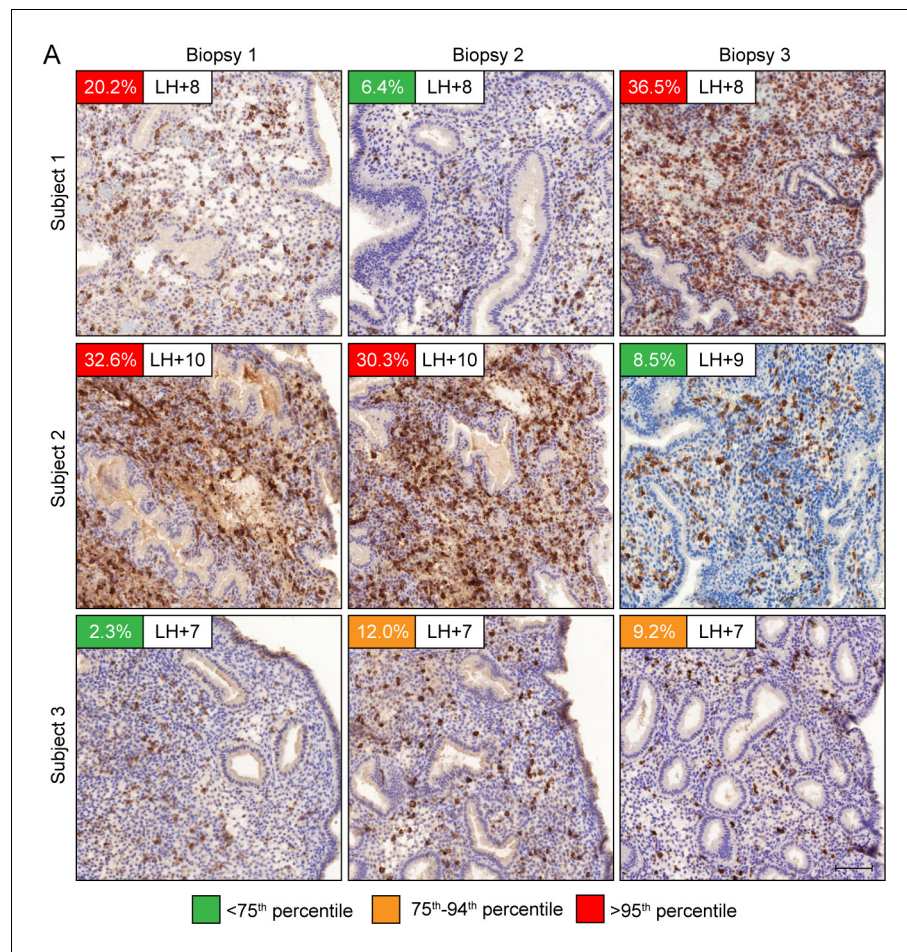 A
Biopsy 1 Biopsy 2 Biopsy 3
Subject 1
20.2% LH+8
6.4% LH+8
36.5% LH+8
Subject 2
32.6% LH+10
30.3% LH+10
8.5% LH+9
Subject 3
2.3% LH+7
12.0% LH+7
9.2% LH+7
<75th percentile 75th-94th percentile >95th percentile